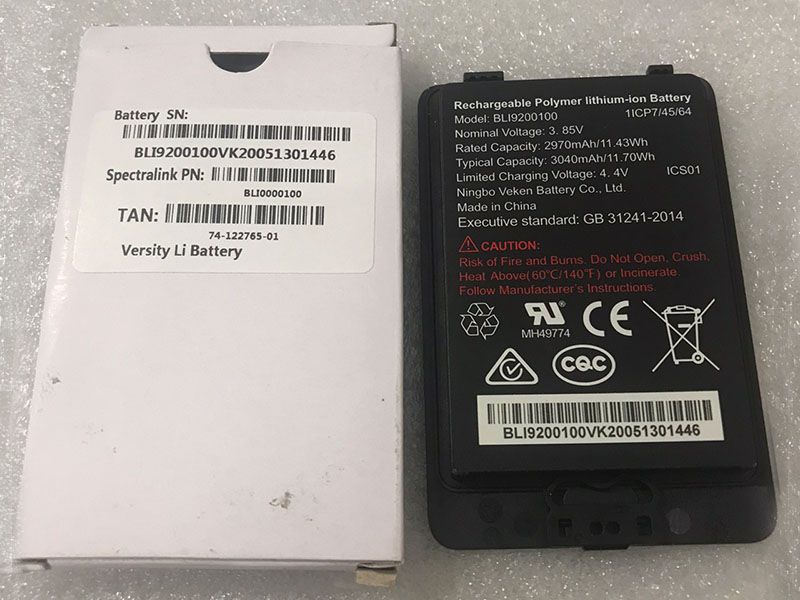 Battery SN:
BLI9200100VK20051301446
Spectralink PN:
BLI0000100
TAN:
74-122765-01
Versity Li Battery
Rechargeable Polymer lithium-ion Battery
Model: BLI9200100 1ICP7/45/64
Nominal Voltage: 3. 85V
Rated Capacity: 2970mAh/11.43Wh
Typical Capacity: 3040mAh/11.70Wh
Limited Charging Voltage: 4. 4V ICS01
Ningbo Veken Battery Co., Ltd.
Made in China
Executive standard: GB 31241-2014
CAUTION:
Risk of Fire and Burns. Do Not Open, Crush,
Heat Above(60℃/140℉) or Incinerate.
Follow Manufacturer's Instructions.
RU CE
MH49774
CQC
BLI9200100VK20051301446